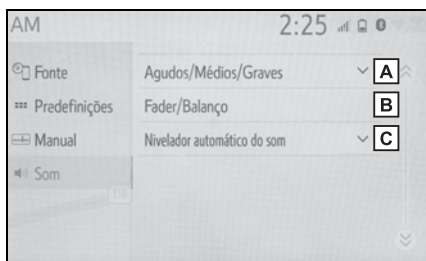 AM 2:25
Fonte
Predefinições
Manual
Som
Agudos/Médios/Graves A
Fader/Balanço B
Nivelador automático do som C